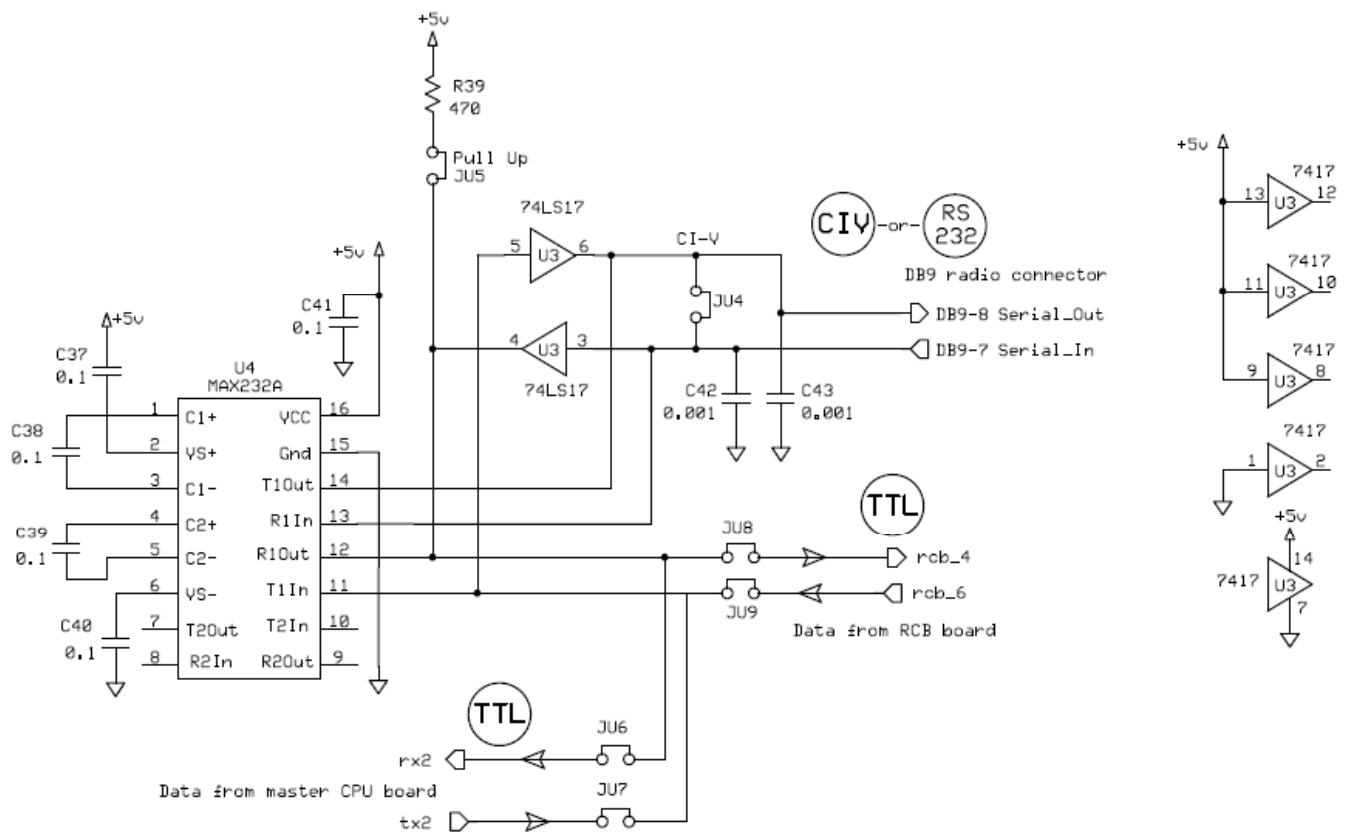 +5v
R39
470
Pull Up
JU5
74LS17
5
U3
6
CI-V
CIV
-or-
RS
232
DB9 radio connector
JU4
DB9-8 Serial_Out
DB9-7 Serial_In
4
U3
3
74LS17
C42
0.001
C43
0.001
+5v
C41
0.1
+5v
C37
0.1
U4
MAX232A
C38
0.1
C39
0.1
C40
0.1
1
C1+
VCC
16
2
VS+
Gnd
15
3
C1-
T1Out
14
4
C2+
R1In
13
5
C2-
R1Out
12
6
VS-
T1In
11
7
T2Out
T2In
10
8
R2In
R2Out
9
TTL
JU8
rcb_4
JU9
rcb_6
Data from RCB board
TTL
JU6
rx2
Data from master CPU board
JU7
tx2
+5v
7417
13
U3
12
7417
11
U3
10
7417
9
U3
8
7417
1
U3
2
+5v
14
7417
U3
7